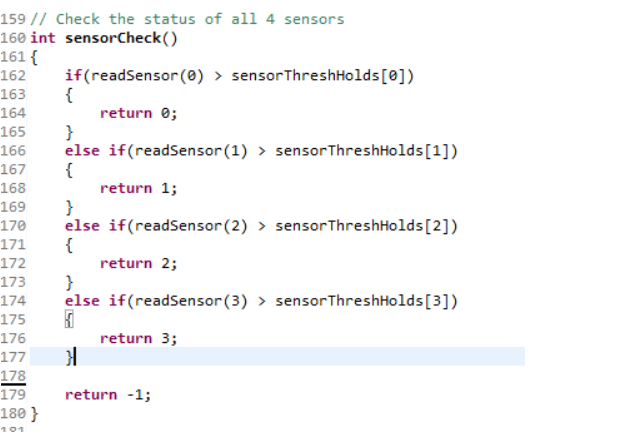 159 // Check the status of all 4 sensors
160 int sensorCheck()
161 {
162     if(readSensor(0) > sensorThreshHolds[0])
163     {
164         return 0;
165     }
166     else if(readSensor(1) > sensorThreshHolds[1])
167     {
168         return 1;
169     }
170     else if(readSensor(2) > sensorThreshHolds[2])
171     {
172         return 2;
173     }
174     else if(readSensor(3) > sensorThreshHolds[3])
175     {
176         return 3;
177     }
178
179     return -1;
180 }
181